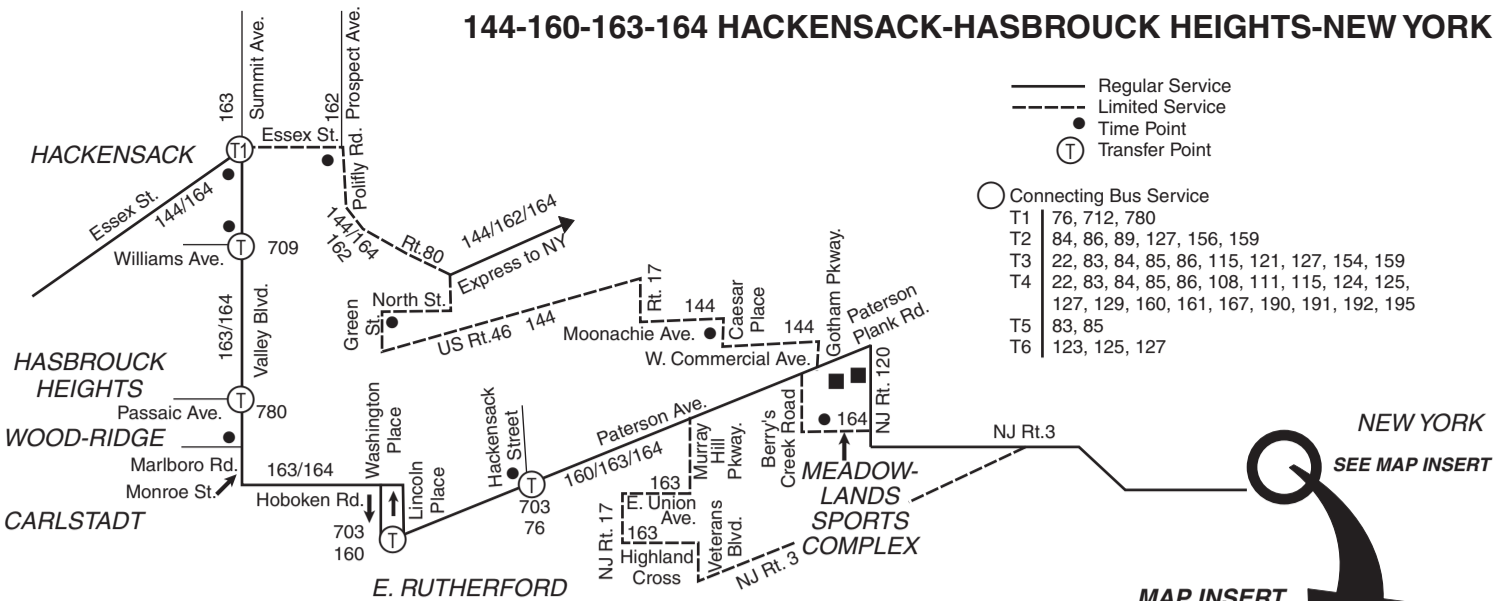 144-160-163-164 HACKENSACK-HASBROUCK HEIGHTS-NEW YORK
Regular Service
Limited Service
Time Point
T Transfer Point
Connecting Bus Service
T1 76, 712, 780
T2 84, 86, 89, 127, 156, 159
T3 22, 83, 84, 85, 86, 115, 121, 127, 154, 159
T4 22, 83, 84, 85, 86, 108, 111, 115, 124, 125,
127, 129, 160, 161, 167, 190, 191, 192, 195
T5 83, 85
T6 123, 125, 127
163
Summit Ave.
162
Prospect Ave.
HACKENSACK
T1
Essex St.
Polifly Rd.
Essex St.
144/164
144/164
162
Rt.80
144/162/164
Express to NY
Williams Ave.
T
709
163/164
Valley Blvd.
Green
St.
North St.
US Rt.46
144
Rt. 17
144
Moonachie Ave.
Caesar
Place
144
W. Commercial Ave.
Gotham Pkwy.
Paterson
Plank Rd.
HASBROUCK
HEIGHTS
Passaic Ave.
T
780
WOOD-RIDGE
Marlboro Rd.
Monroe St.
CARLSTADT
163/164
Hoboken Rd.
Washington
Place
Lincoln
Place
703
160
T
E. RUTHERFORD
Hackensack
Street
T
703
76
Paterson Ave.
160/163/164
Murray
Hill
Pkway.
163
E. Union
Ave.
NJ Rt. 17
163
Highland
Cross
Veterans
Blvd.
NJ Rt. 3
Berry's
Creek Road
164
NJ Rt. 120
MEADOW-
LANDS
SPORTS
COMPLEX
NJ Rt.3
NEW YORK
SEE MAP INSERT
MAP INSERT